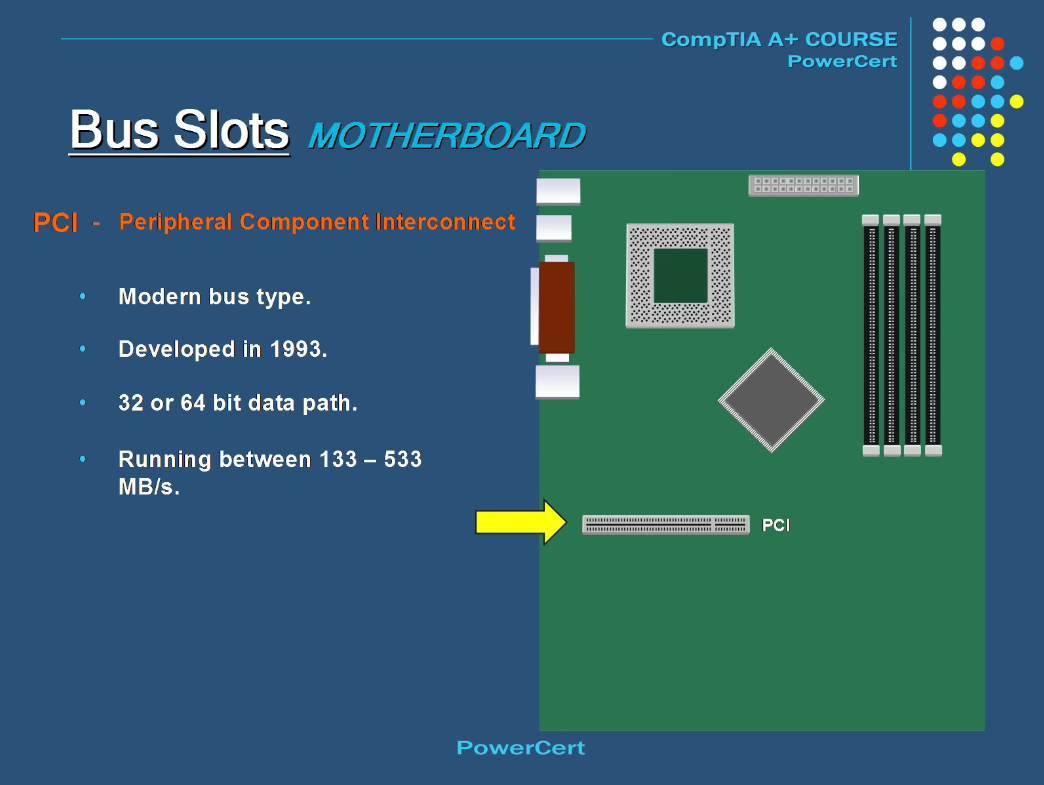 CompTIA A+ COURSE
PowerCert
Bus Slots MOTHERBOARD
PCI - Peripheral Component Interconnect
• Modern bus type.
• Developed in 1993.
• 32 or 64 bit data path.
• Running between 133 – 533
MB/s.
PCI
PowerCert